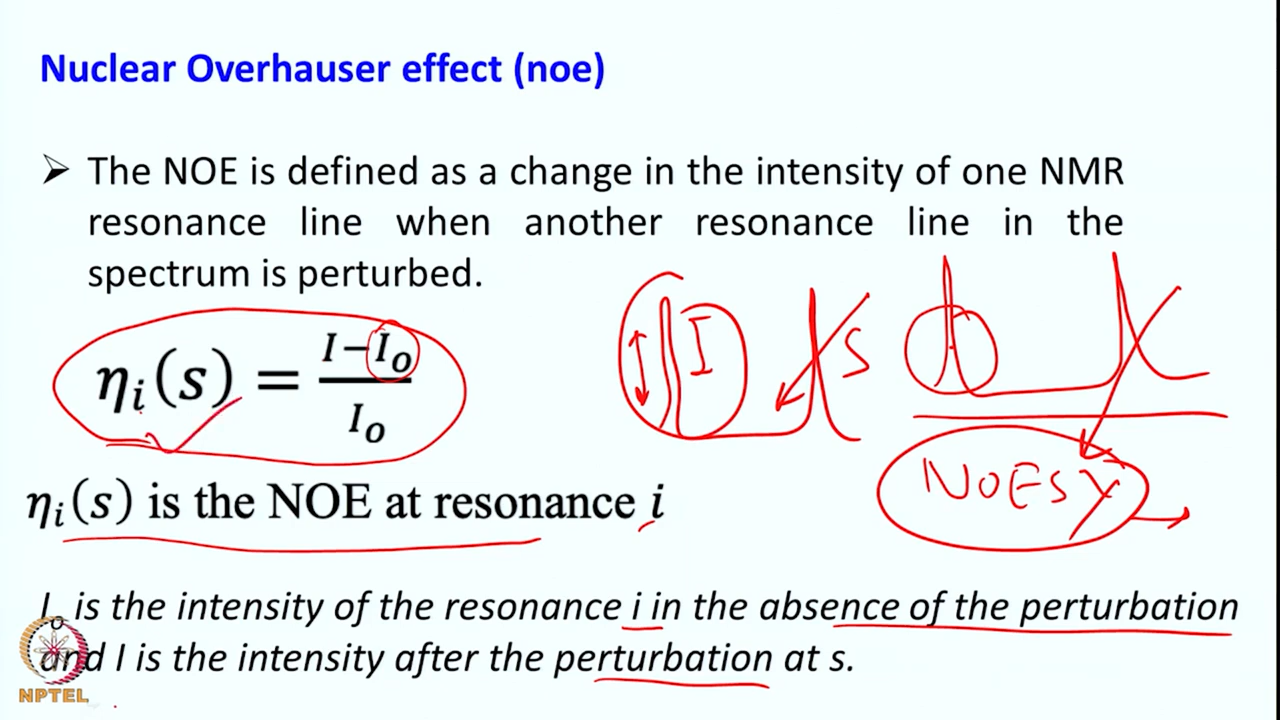 Nuclear Overhauser effect (noe)
➢ The NOE is defined as a change in the intensity of one NMR
resonance line when another resonance line in the
spectrum is perturbed.
ηᵢ(s) = (I−Iₒ)/Iₒ
I S
NOESY
ηᵢ(s) is the NOE at resonance i
Iₒ is the intensity of the resonance i in the absence of the perturbation
and I is the intensity after the perturbation at s.
NPTEL